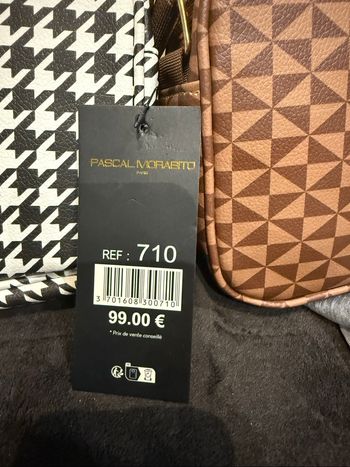 PASCAL MORABITO
PARIS
REF : 710
3 701608 300710
99.00 €
* Prix de vente conseillé